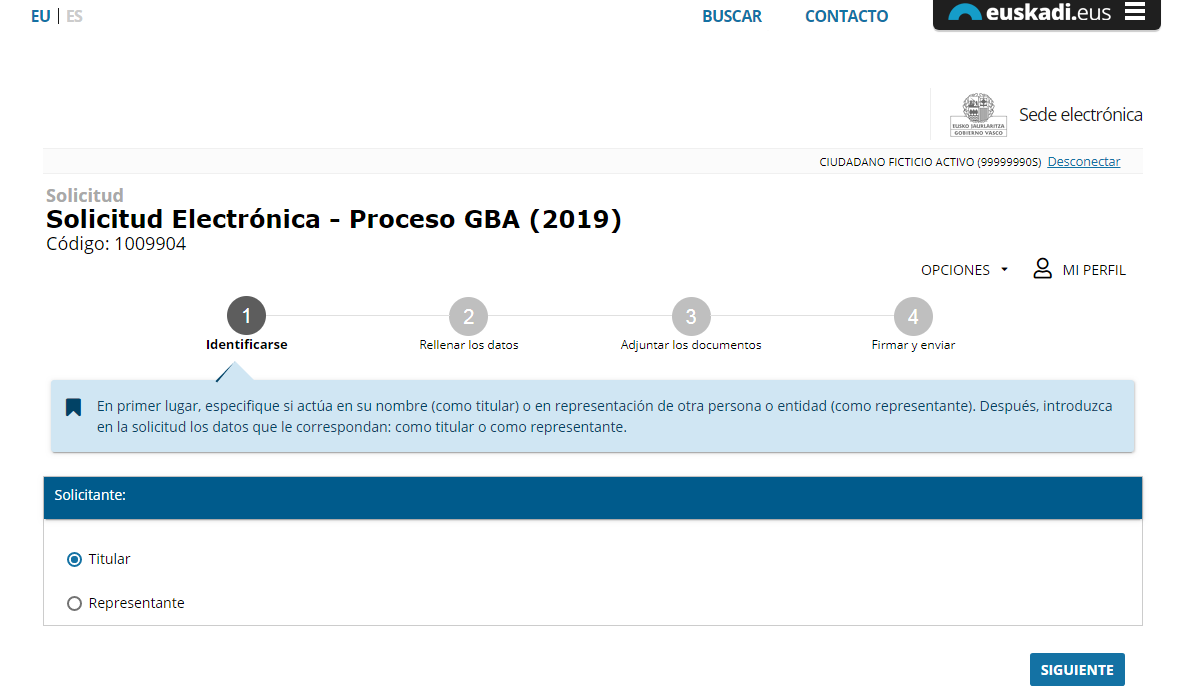 EU | ES
BUSCAR
CONTACTO
euskadi.eus
EUSKO JAURLARITZA
GOBIERNO VASCO
Sede electrónica
CIUDADANO FICTICIO ACTIVO (99999990S) Desconectar
Solicitud
Solicitud Electrónica - Proceso GBA (2019)
Código: 1009904
OPCIONES
MI PERFIL
1
2
3
4
Identificarse
Rellenar los datos
Adjuntar los documentos
Firmar y enviar
En primer lugar, especifique si actúa en su nombre (como titular) o en representación de otra persona o entidad (como representante). Después, introduzca
en la solicitud los datos que le correspondan: como titular o como representante.
Solicitante:
Titular
Representante
SIGUIENTE